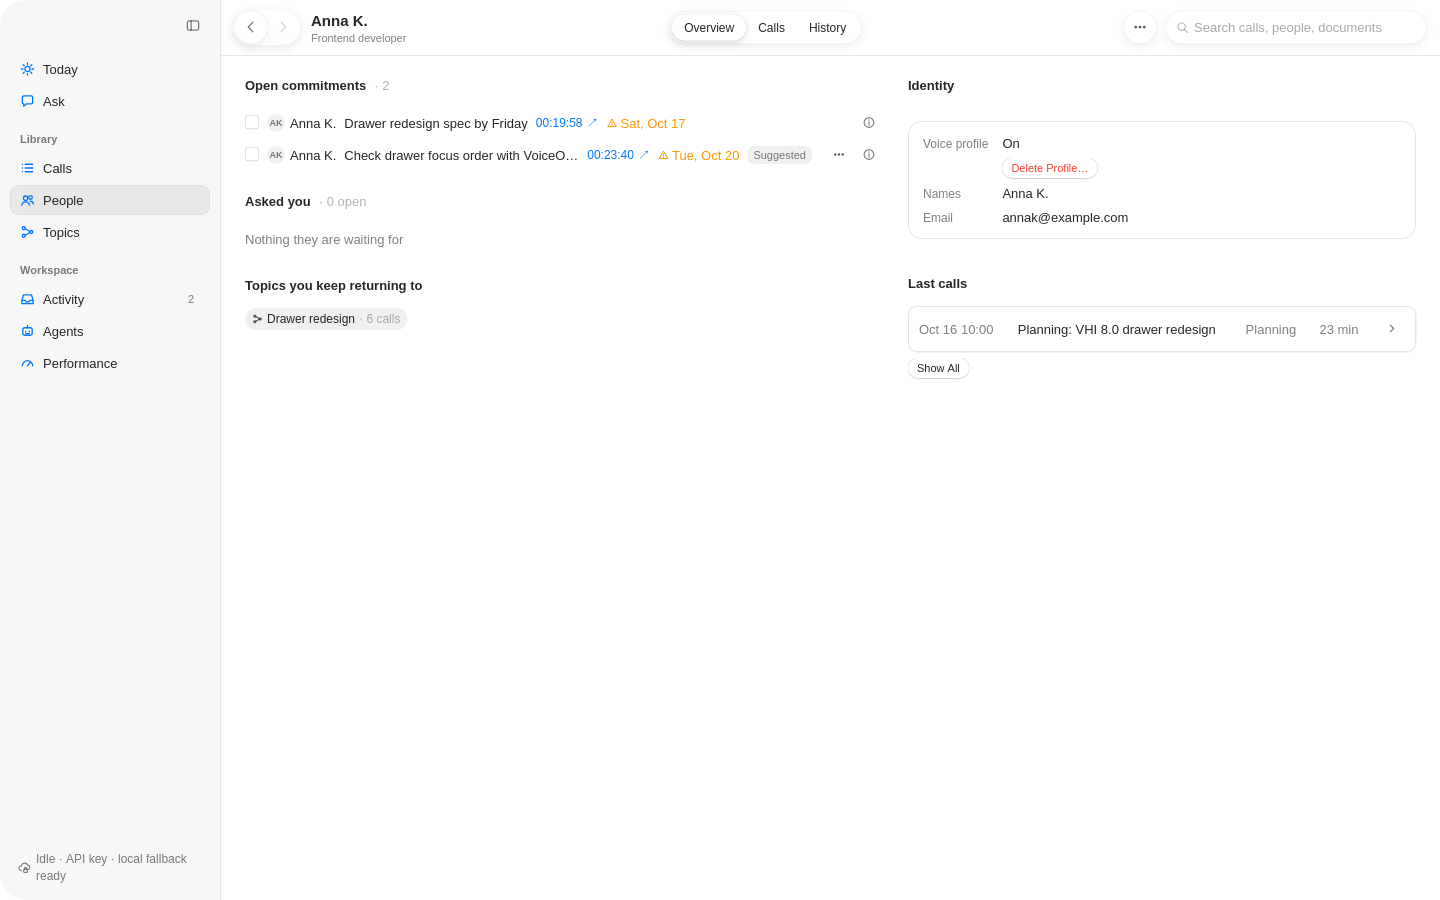 Anna K.
Frontend developer
Overview
Calls
History
Search calls, people, documents
Today
Ask
Library
Calls
People
Topics
Workspace
Activity 2
Agents
Performance
Idle · API key · local fallback
ready
Open commitments · 2
AK Anna K. Drawer redesign spec by Friday 00:19:58 Sat, Oct 17
AK Anna K. Check drawer focus order with VoiceO… 00:23:40 Tue, Oct 20 Suggested
Asked you · 0 open
Nothing they are waiting for
Topics you keep returning to
Drawer redesign · 6 calls
Identity
Voice profile On
Delete Profile…
Names Anna K.
Email annak@example.com
Last calls
Oct 16 10:00 Planning: VHI 8.0 drawer redesign Planning 23 min
Show All